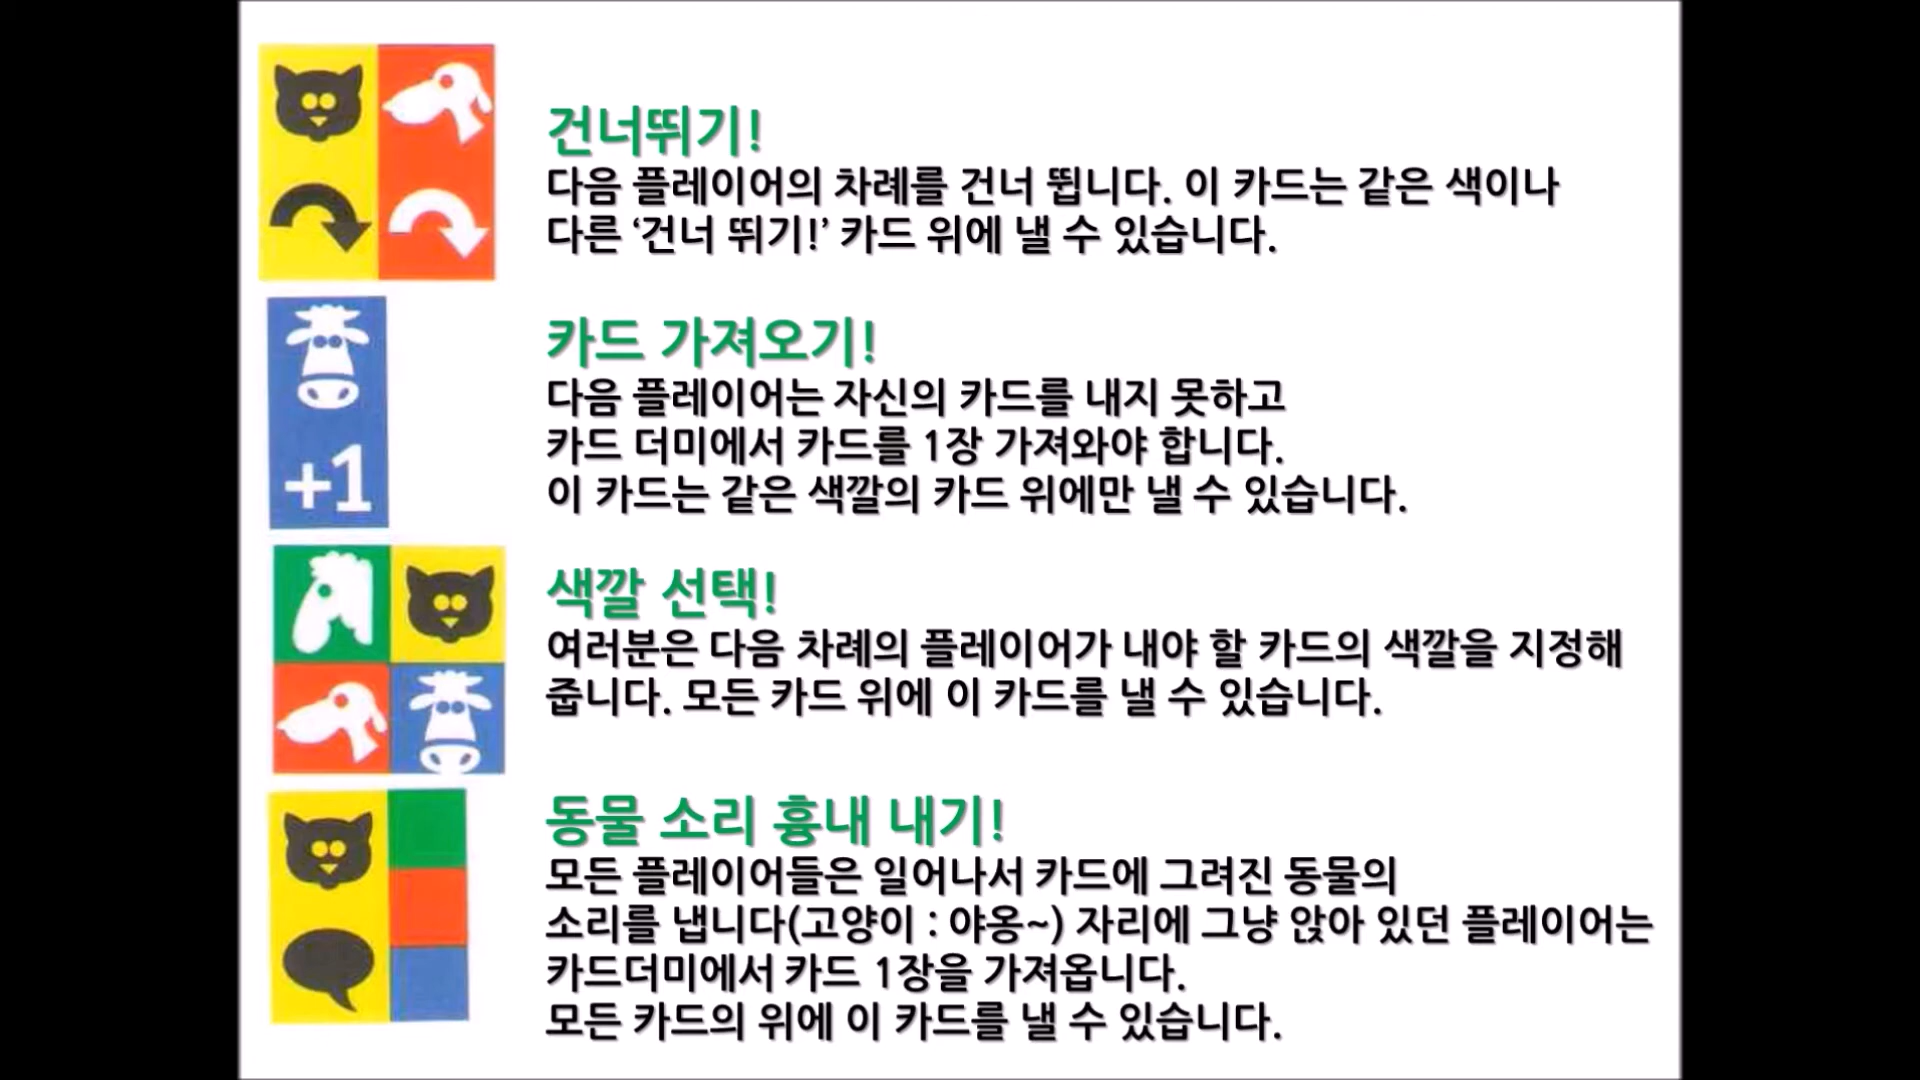 건너뛰기!
다음 플레이어의 차례를 건너 뜁니다. 이 카드는 같은 색이나
다른 ‘건너 뛰기!’ 카드 위에 낼 수 있습니다.
카드 가져오기!
다음 플레이어는 자신의 카드를 내지 못하고
카드 더미에서 카드를 1장 가져와야 합니다.
이 카드는 같은 색깔의 카드 위에만 낼 수 있습니다.
+1
색깔 선택!
여러분은 다음 차례의 플레이어가 내야 할 카드의 색깔을 지정해
줍니다. 모든 카드 위에 이 카드를 낼 수 있습니다.
동물 소리 흉내 내기!
모든 플레이어들은 일어나서 카드에 그려진 동물의
소리를 냅니다(고양이 : 야옹~) 자리에 그냥 앉아 있던 플레이어는
카드더미에서 카드 1장을 가져옵니다.
모든 카드의 위에 이 카드를 낼 수 있습니다.